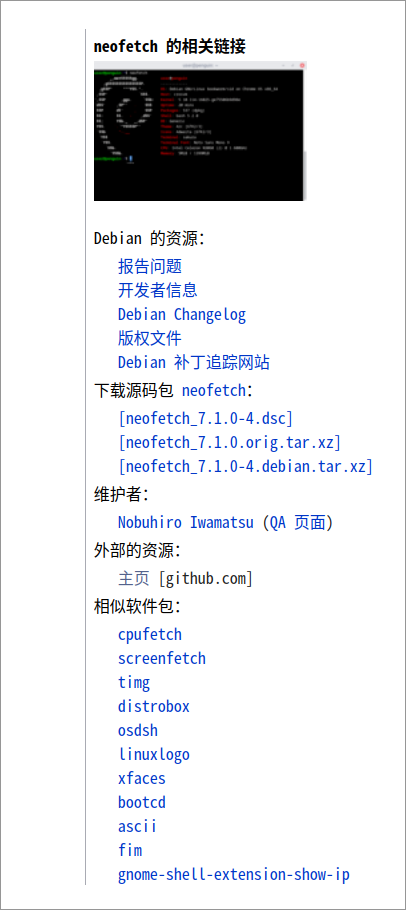 neofetch 的相关链接
Debian 的资源：
报告问题
开发者信息
Debian Changelog
版权文件
Debian 补丁追踪网站
下载源码包 neofetch：
[neofetch_7.1.0-4.dsc]
[neofetch_7.1.0.orig.tar.xz]
[neofetch_7.1.0-4.debian.tar.xz]
维护者：
Nobuhiro Iwamatsu (QA 页面)
外部的资源：
主页 [github.com]
相似软件包：
cpufetch
screenfetch
timg
distrobox
osdsh
linuxlogo
xfaces
bootcd
ascii
fim
gnome-shell-extension-show-ip